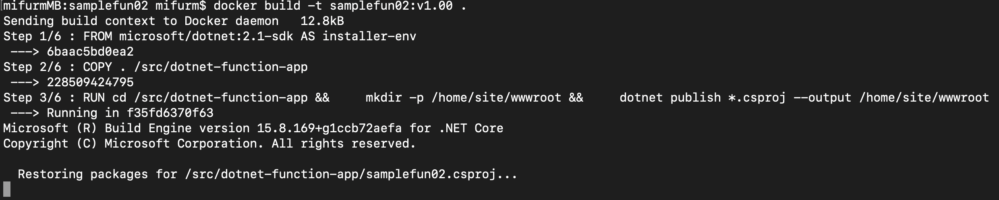 [mifurmMB:samplefun02 mifurm$ docker build -t samplefun02:v1.00 .
Sending build context to Docker daemon   12.8kB
Step 1/6 : FROM microsoft/dotnet:2.1-sdk AS installer-env
 ---> 6baac5bd0ea2
Step 2/6 : COPY . /src/dotnet-function-app
 ---> 228509424795
Step 3/6 : RUN cd /src/dotnet-function-app &&     mkdir -p /home/site/wwwroot &&     dotnet publish *.csproj --output /home/site/wwwroot
 ---> Running in f35fd6370f63
Microsoft (R) Build Engine version 15.8.169+g1ccb72aefa for .NET Core
Copyright (C) Microsoft Corporation. All rights reserved.
  Restoring packages for /src/dotnet-function-app/samplefun02.csproj...